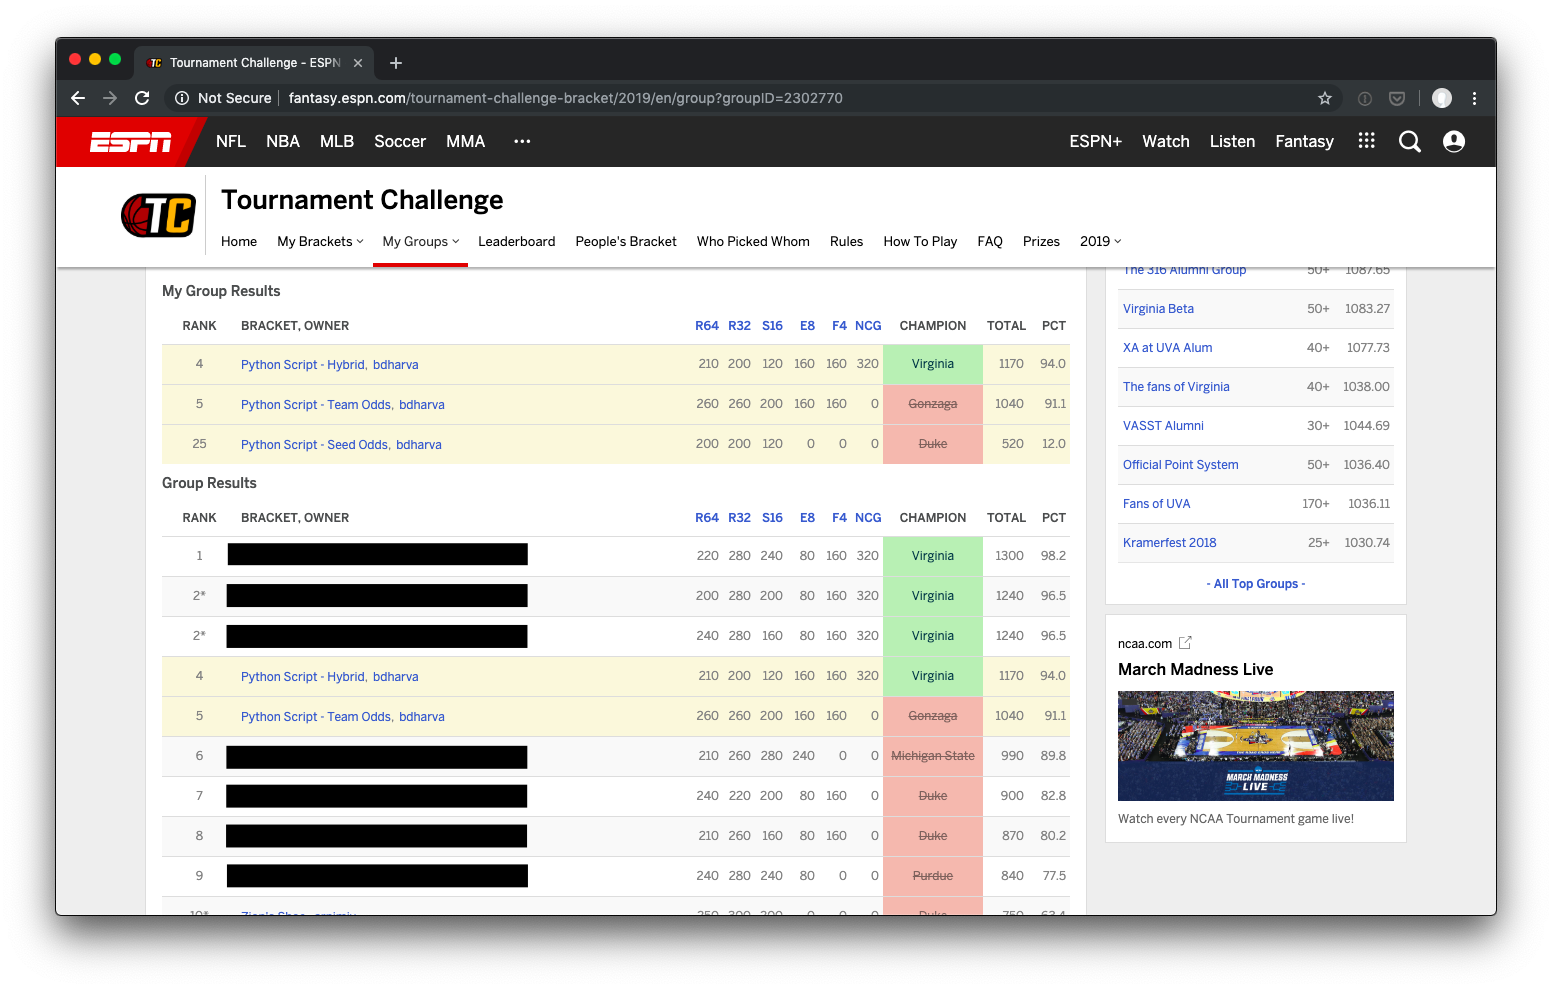 Tournament Challenge - ESPN
Not Secure fantasy.espn.com/tournament-challenge-bracket/2019/en/group?groupID=2302770
ESPN NFL NBA MLB Soccer MMA ••• ESPN+ Watch Listen Fantasy
TC
Tournament Challenge
Home My Brackets My Groups Leaderboard People's Bracket Who Picked Whom Rules How To Play FAQ Prizes 2019
My Group Results
RANK BRACKET, OWNER R64 R32 S16 E8 F4 NCG CHAMPION TOTAL PCT
4 Python Script - Hybrid, bdharva 210 200 120 160 160 320 Virginia 1170 94.0
5 Python Script - Team Odds, bdharva 260 260 200 160 160 0 Gonzaga 1040 91.1
25 Python Script - Seed Odds, bdharva 200 200 120 0 0 0 Duke 520 12.0
Group Results
RANK BRACKET, OWNER R64 R32 S16 E8 F4 NCG CHAMPION TOTAL PCT
1 220 280 240 80 160 320 Virginia 1300 98.2
2* 200 280 200 80 160 320 Virginia 1240 96.5
2* 240 280 160 80 160 320 Virginia 1240 96.5
4 Python Script - Hybrid, bdharva 210 200 120 160 160 320 Virginia 1170 94.0
5 Python Script - Team Odds, bdharva 260 260 200 160 160 0 Gonzaga 1040 91.1
6 210 260 280 240 0 0 Michigan State 990 89.8
7 240 220 200 80 160 0 Duke 900 82.8
8 210 260 160 80 160 0 Duke 870 80.2
9 240 280 240 80 0 0 Purdue 840 77.5
The 316 Alumni Group 50+ 1087.65
Virginia Beta 50+ 1083.27
XA at UVA Alum 40+ 1077.73
The fans of Virginia 40+ 1038.00
VASST Alumni 30+ 1044.69
Official Point System 50+ 1036.40
Fans of UVA 170+ 1036.11
Kramerfest 2018 25+ 1030.74
- All Top Groups -
ncaa.com
March Madness Live
MARCH MADNESS
LIVE
Watch every NCAA Tournament game live!